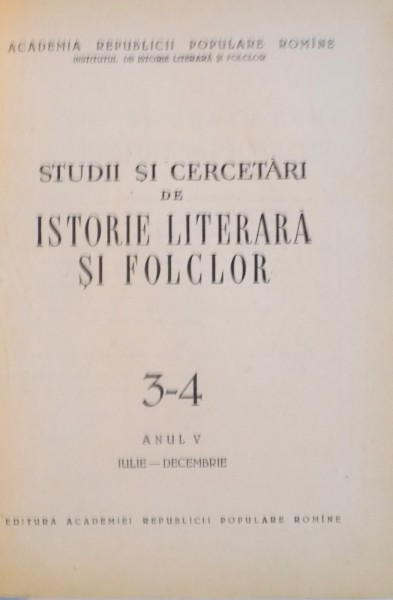 ACADEMIA REPUBLICII POPULARE ROMÎNE
INSTITUTUL DE ISTORIE LITERARĂ ȘI FOLCLOR
STUDII ȘI CERCETĂRI
DE
ISTORIE LITERARĂ
ȘI FOLCLOR
3-4
ANUL V
IULIE — DECEMBRIE
EDITURA ACADEMIEI REPUBLICII POPULARE ROMÎNE